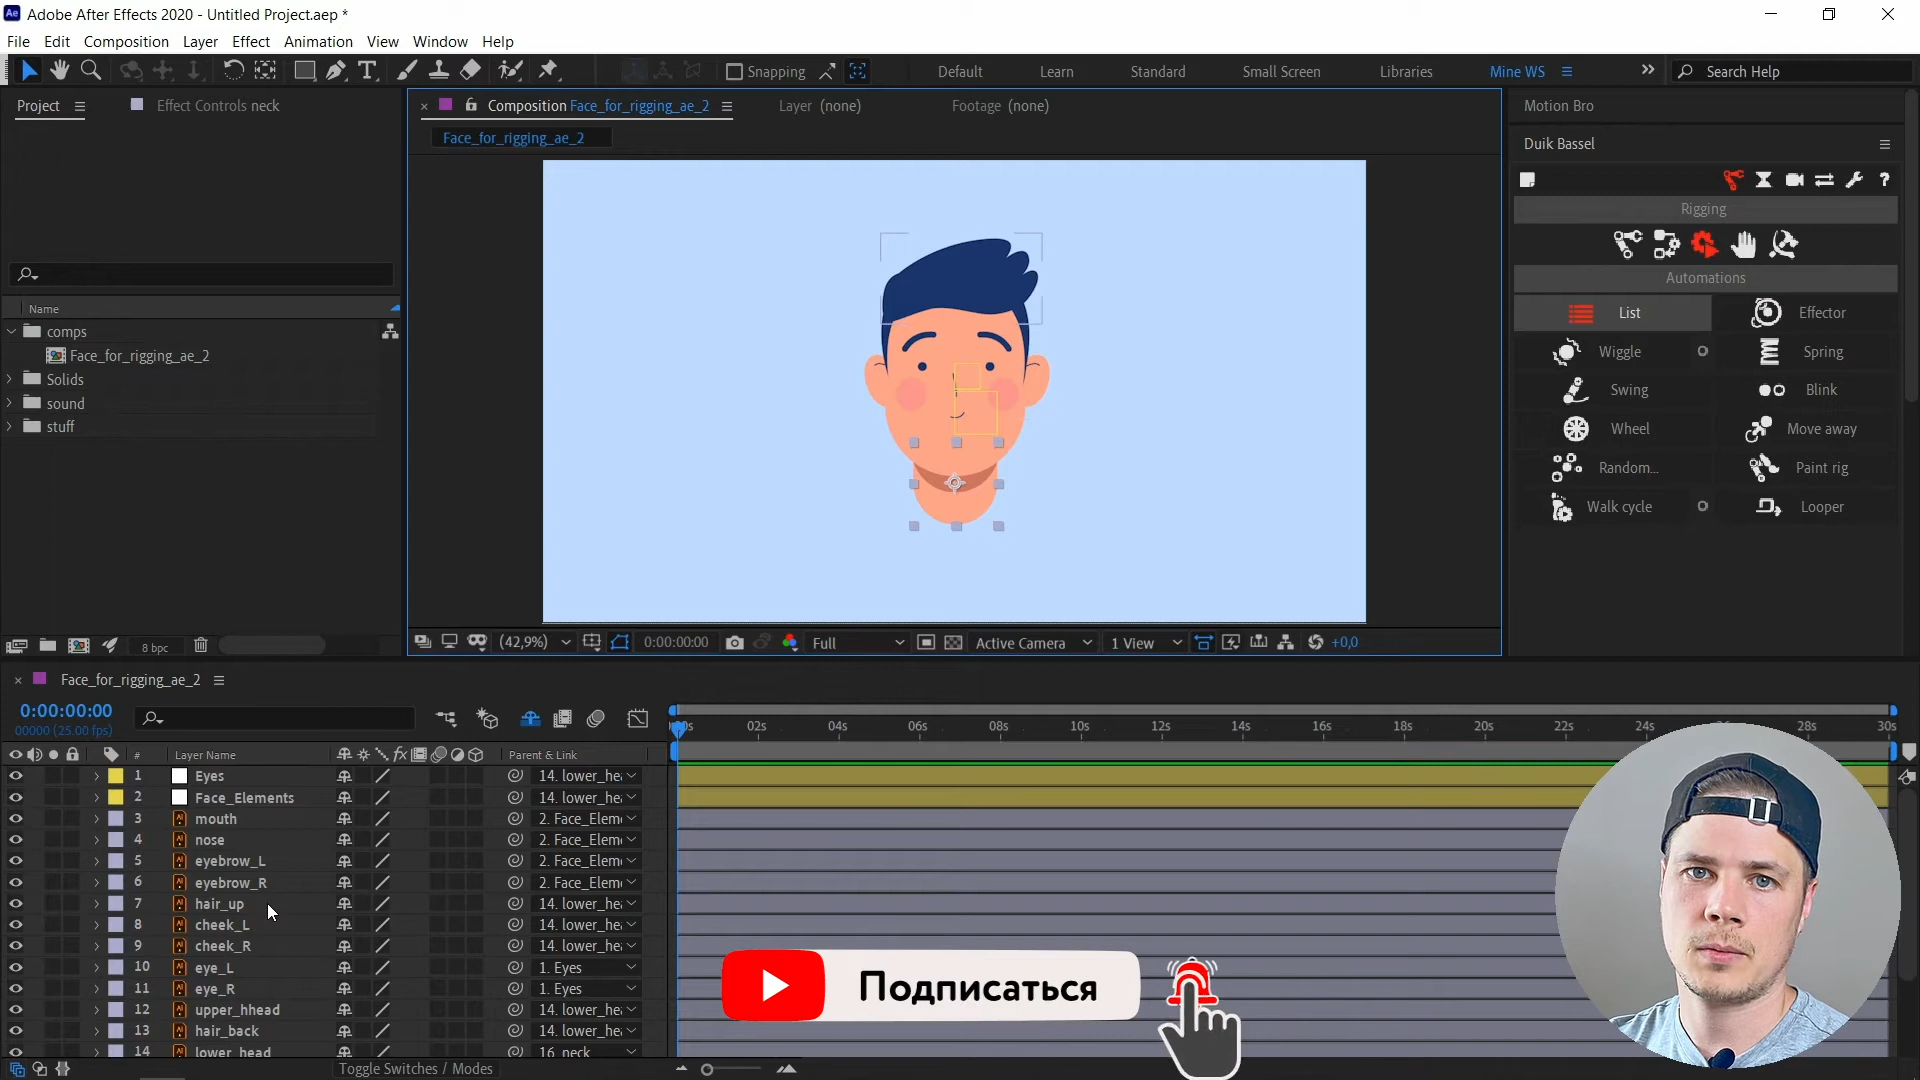 Ae Adobe After Effects 2020 - Untitled Project.aep *
File Edit Composition Layer Effect Animation View Window Help
Snapping Default Learn Standard Small Screen Libraries Mine WS Search Help
Project Effect Controls neck
Composition Face_for_rigging_ae_2 Layer (none) Footage (none)
Face_for_rigging_ae_2
Motion Bro
Duik Bassel
Rigging
Automations
List Effector
Wiggle Spring
Swing Blink
Wheel Move away
Random... Paint rig
Walk cycle Looper
Name
comps
Face_for_rigging_ae_2
Solids
sound
stuff
8 bpc
(42,9%) 0:00:00:00 Full Active Camera 1 View +0,0
Face_for_rigging_ae_2
0:00:00:00
00000 (25.00 fps)
02s 04s 06s 08s 10s 12s 14s 16s 18s 20s 22s 24s 28s 30s
# Layer Name fx Parent & Link
1 Eyes 14. lower_he
2 Face_Elements 14. lower_he
3 mouth 2. Face_Elem
4 nose 2. Face_Elem
5 eyebrow_L 2. Face_Elem
6 eyebrow_R 2. Face_Elem
7 hair_up 14. lower_he
8 cheek_L 14. lower_he
9 cheek_R 14. lower_he
10 eye_L 1. Eyes
11 eye_R 1. Eyes
12 upper_hhead 14. lower_he
13 hair_back 14. lower_he
14 lower_head 16. neck
Toggle Switches / Modes
Подписаться